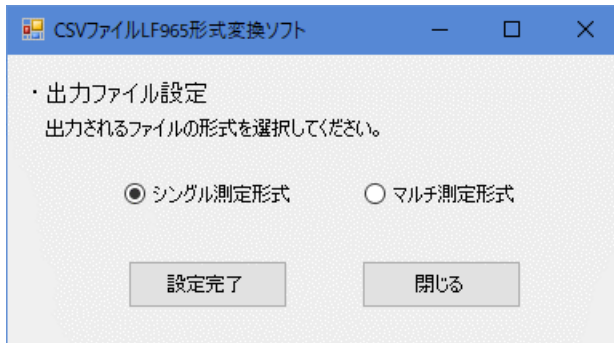 CSVファイルLF965形式変換ソフト
・出力ファイル設定
出力されるファイルの形式を選択してください。
シングル測定形式 マルチ測定形式
設定完了 閉じる